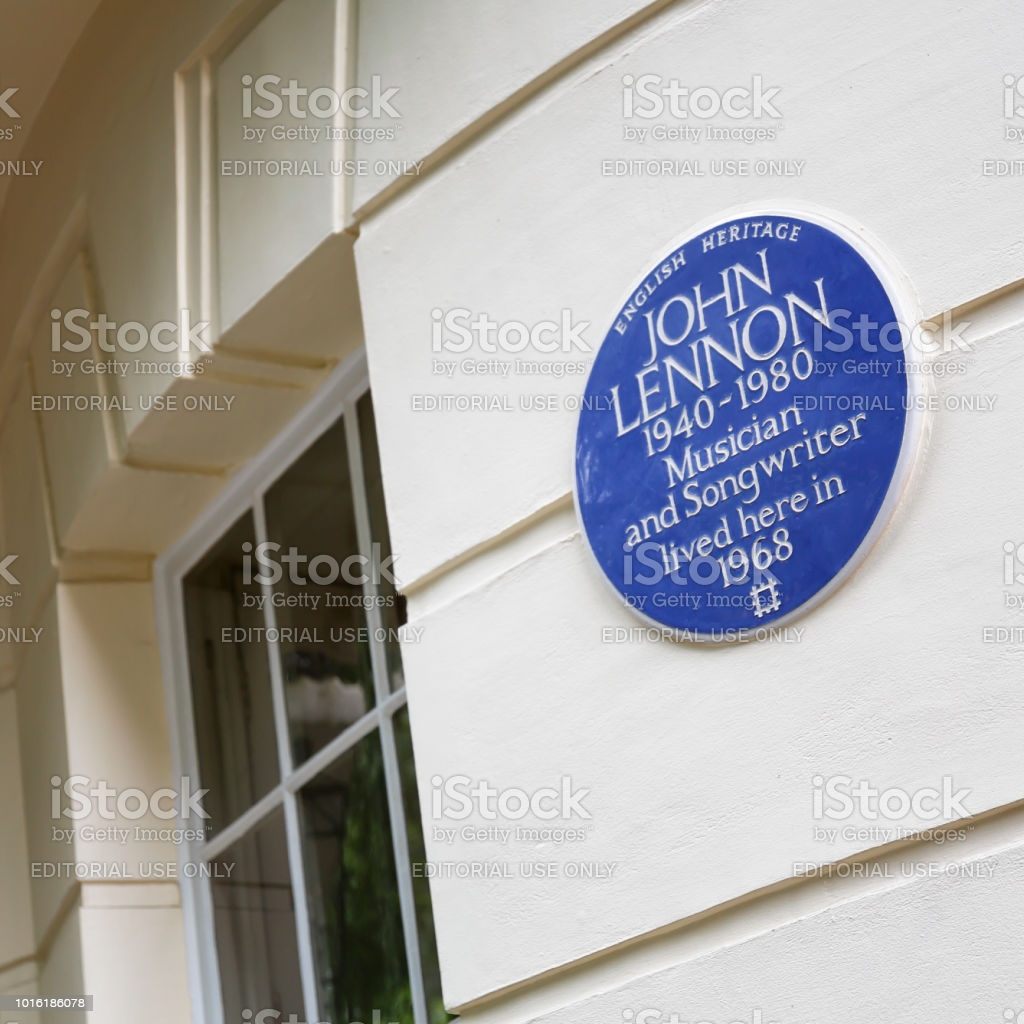 ENGLISH HERITAGE
JOHN
LENNON
1940-1980
Musician
and Songwriter
lived here in
1968
iStock
by Getty Images™
EDITORIAL USE ONLY
1016186078